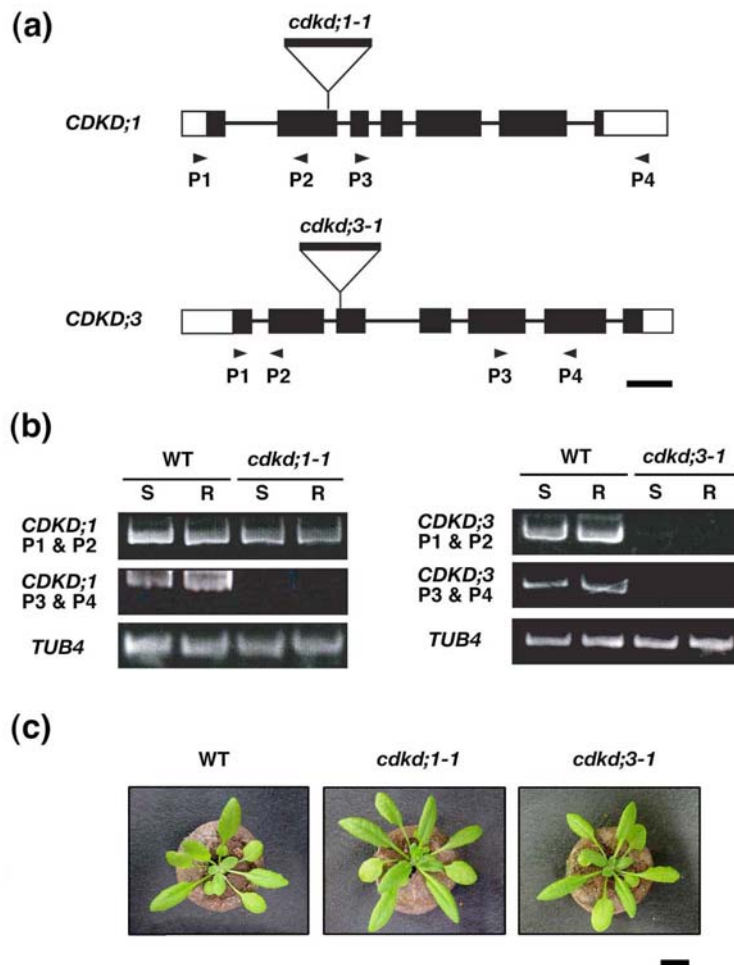 (a)
cdkd;1-1
CDKD;1
P1 P2 P3 P4
cdkd;3-1
CDKD;3
P1 P2 P3 P4
(b)
WT cdkd;1-1
S R S R
CDKD;1
P1 & P2
CDKD;1
P3 & P4
TUB4
WT cdkd;3-1
S R S R
CDKD;3
P1 & P2
CDKD;3
P3 & P4
TUB4
(c)
WT cdkd;1-1 cdkd;3-1